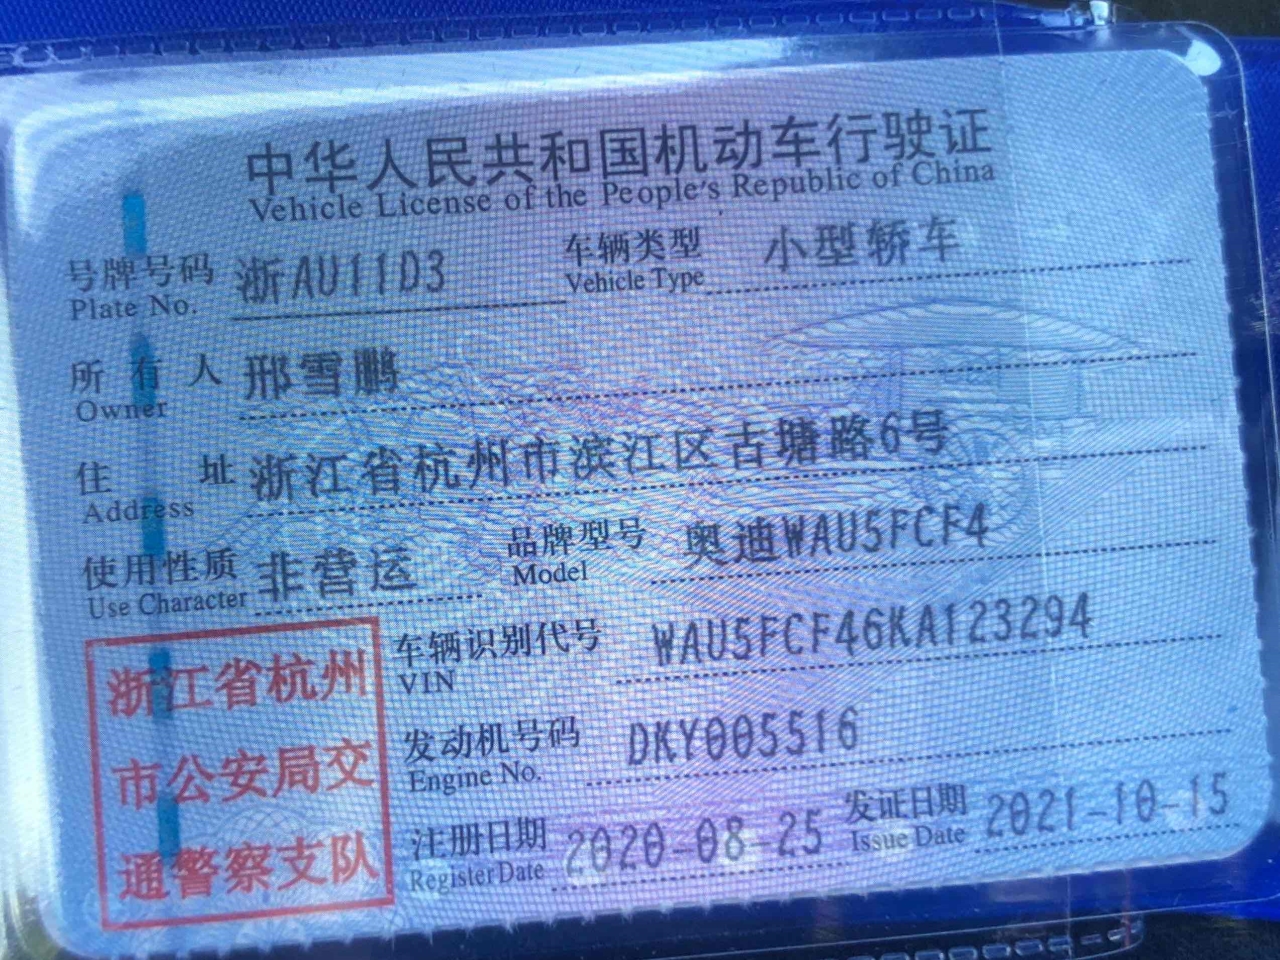 中华人民共和国机动车行驶证
Vehicle License of the People's Republic of China
号牌号码 浙AU11D3 车辆类型 小型轿车
Plate No. Vehicle Type
所有人 邢雪鹏
Owner
住址 浙江省杭州市滨江区古塘路6号
Address
使用性质 非营运 品牌型号 奥迪WAU5FCF4
Use Character Model
车辆识别代号 WAU5FCF46KA123294
VIN
发动机号码 DKY005516
Engine No.
注册日期 2020-08-25 发证日期 2021-10-15
Register Date Issue Date
浙江省杭州
市公安局交
通警察支队